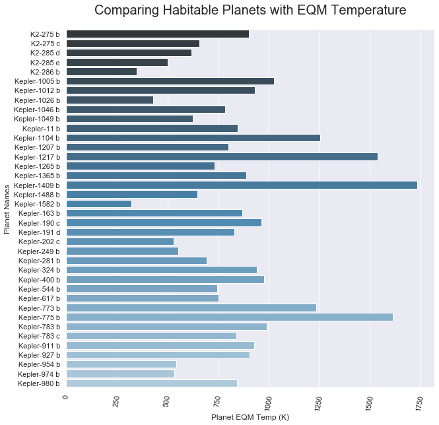 Comparing Habitable Planets with EQM Temperature
K2-275 b
K2-275 c
K2-285 d
K2-285 e
K2-286 b
Kepler-1005 b
Kepler-1012 b
Kepler-1026 b
Kepler-1046 b
Kepler-1049 b
Kepler-11 b
Kepler-1104 b
Kepler-1207 b
Kepler-1217 b
Kepler-1265 b
Kepler-1365 b
Kepler-1409 b
Kepler-1488 b
Kepler-1582 b
Kepler-163 b
Kepler-190 c
Kepler-191 d
Kepler-202 c
Kepler-249 b
Kepler-281 b
Kepler-324 b
Kepler-400 b
Kepler-544 b
Kepler-617 b
Kepler-773 b
Kepler-775 b
Kepler-783 b
Kepler-783 c
Kepler-911 b
Kepler-927 b
Kepler-954 b
Kepler-974 b
Kepler-980 b
Planet Names
0
250
500
750
1000
1250
1500
1750
Planet EQM Temp (K)